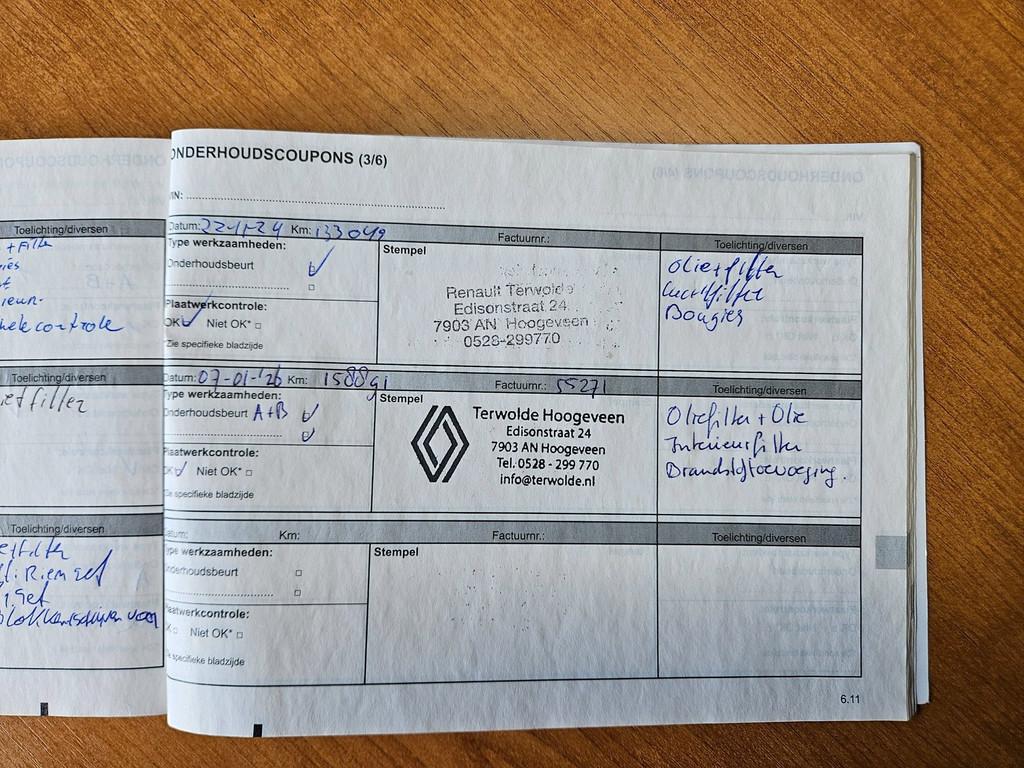 Toelichting/diversen
+ Filter
controle
Toelichting/diversen
Toelichting/diversen
ONDERHOUDSCOUPONS (3/6)
VIN:
Datum: 22-11-24 Km: 133049 Factuurnr.: Toelichting/diversen
Type werkzaamheden:
Onderhoudsbeurt
Plaatwerkcontrole:
OK Niet OK*
*Zie specifieke bladzijde
Stempel
Renault Terwolde
Edisonstraat 24
7903 AN Hoogeveen
0528-299770
Olie+filter
Luchtfilter
Bougies
Datum: 07-01-'26 Km: 158891 Factuurnr.: 55271 Toelichting/diversen
Type werkzaamheden:
Onderhoudsbeurt A+B
Plaatwerkcontrole:
OK Niet OK*
Zie specifieke bladzijde
Stempel
Terwolde Hoogeveen
Edisonstraat 24
7903 AN Hoogeveen
Tel. 0528 - 299 770
info@terwolde.nl
Oliefilter + Olie
Interieurfilter
Brandstoftoevoeging.
Datum: Km: Factuurnr.: Toelichting/diversen
Type werkzaamheden:
Onderhoudsbeurt
Plaatwerkcontrole:
OK Niet OK*
Zie specifieke bladzijde
Stempel
6.11